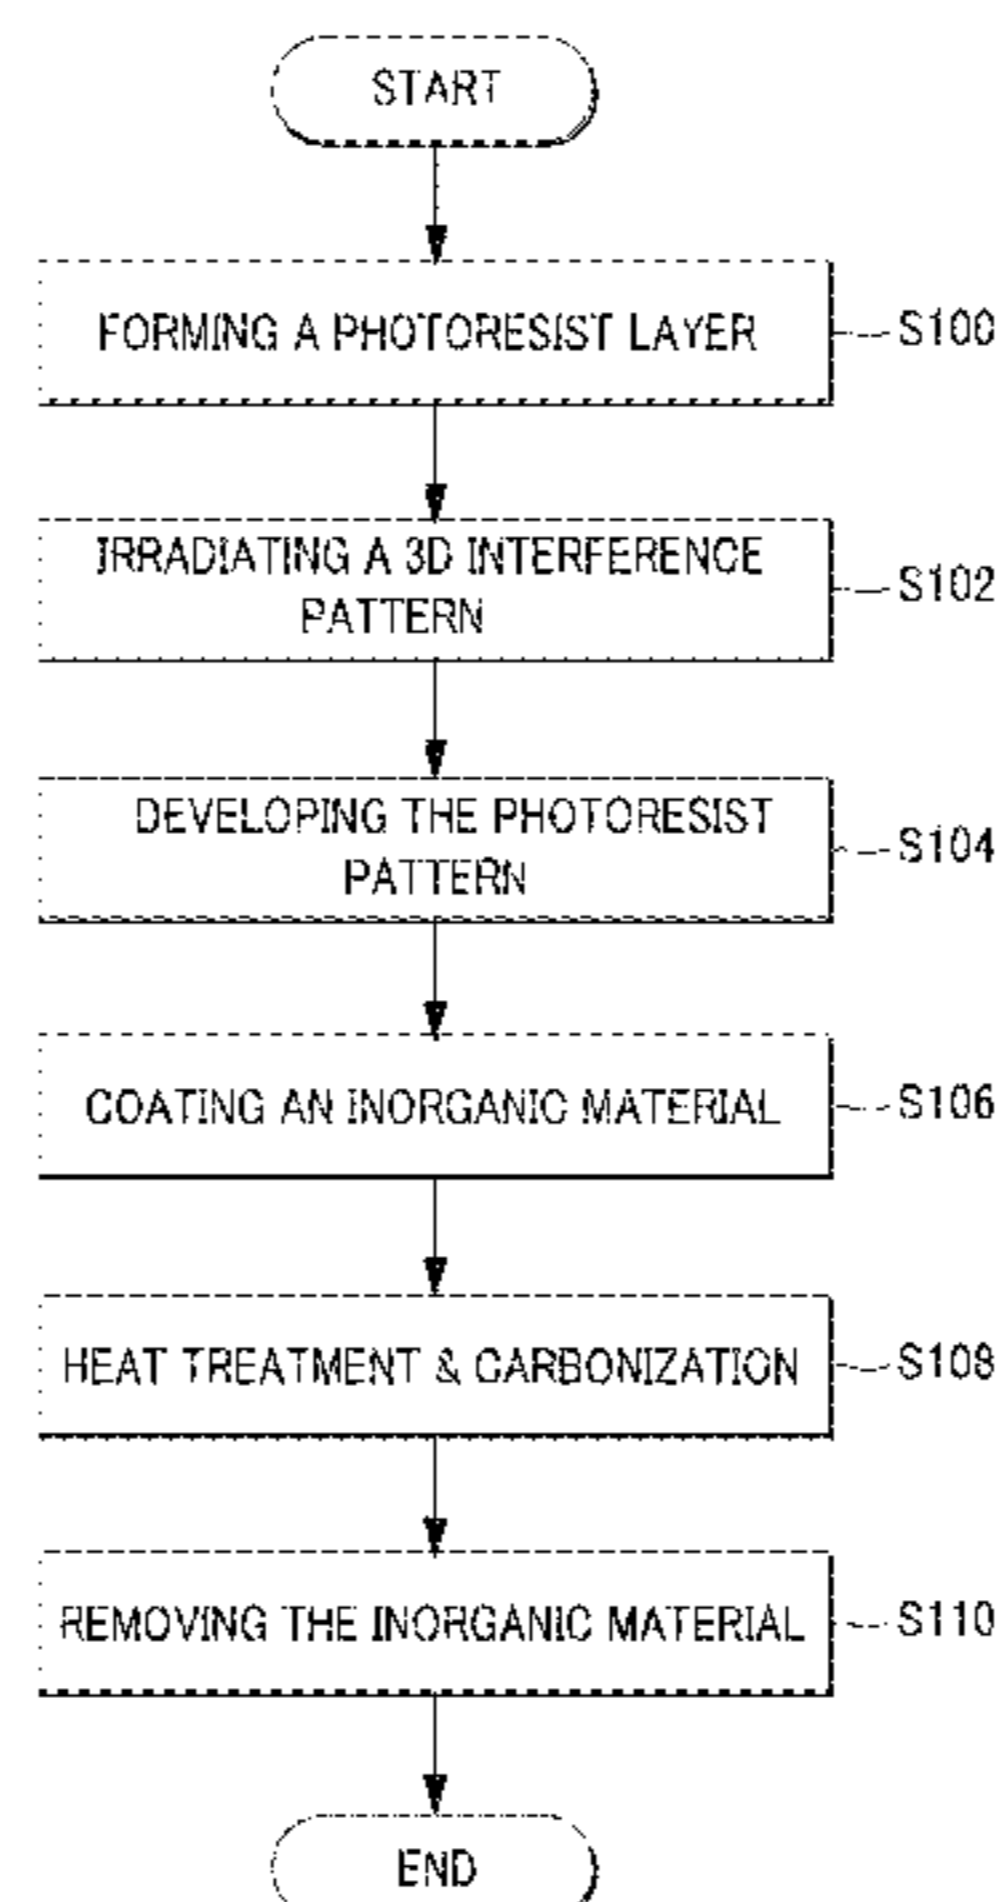 START
FORMING A PHOTORESIST LAYER
S100
IRRADIATING A 3D INTERFERENCE
PATTERN
S102
DEVELOPING THE PHOTORESIST
PATTERN
S104
COATING AN INORGANIC MATERIAL
S106
HEAT TREATMENT & CARBONIZATION
S108
REMOVING THE INORGANIC MATERIAL
S110
END